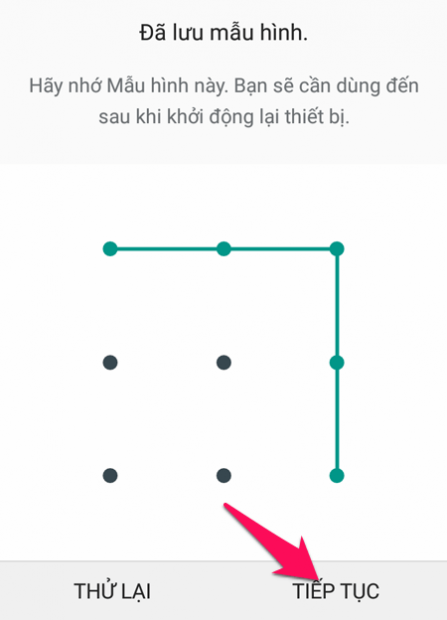 Đã lưu mẫu hình.
Hãy nhớ Mẫu hình này. Bạn sẽ cần dùng đến
sau khi khởi động lại thiết bị.
THỬ LẠI
TIẾP TỤC